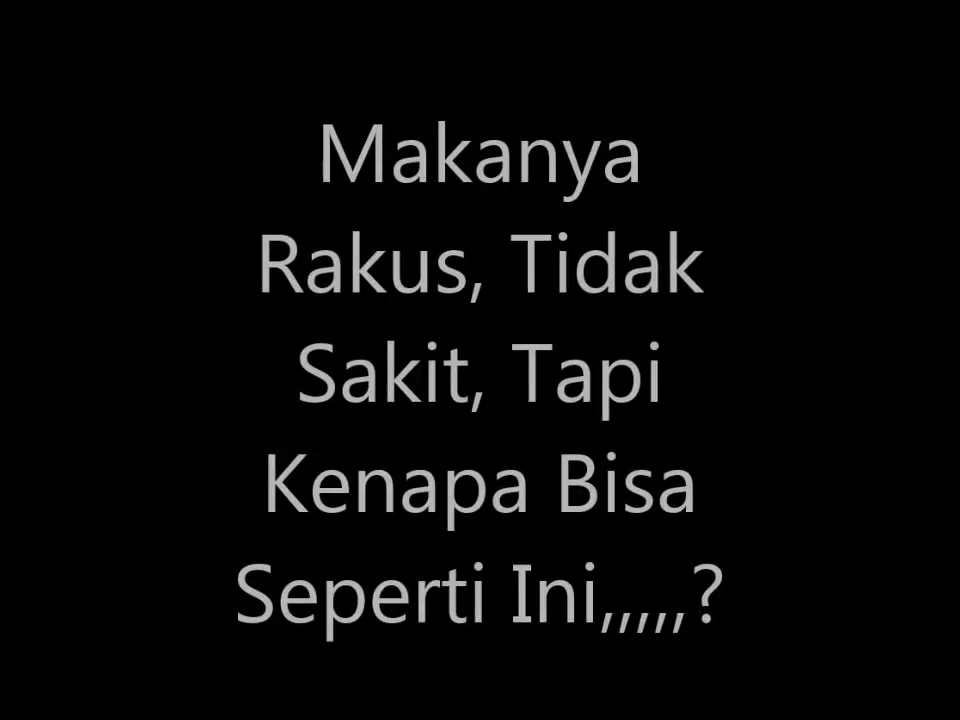 Makanya
Rakus, Tidak
Sakit, Tapi
Kenapa Bisa
Seperti Ini,,,,,?